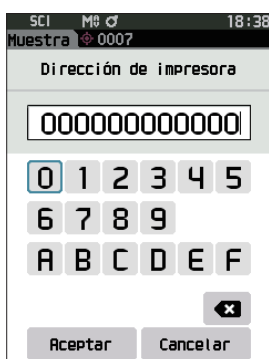 SCI M0 18:38
Muestra 0007
Dirección de impresora
000000000000
0 1 2 3 4 5
6 7 8 9
A B C D E F
Aceptar Cancelar